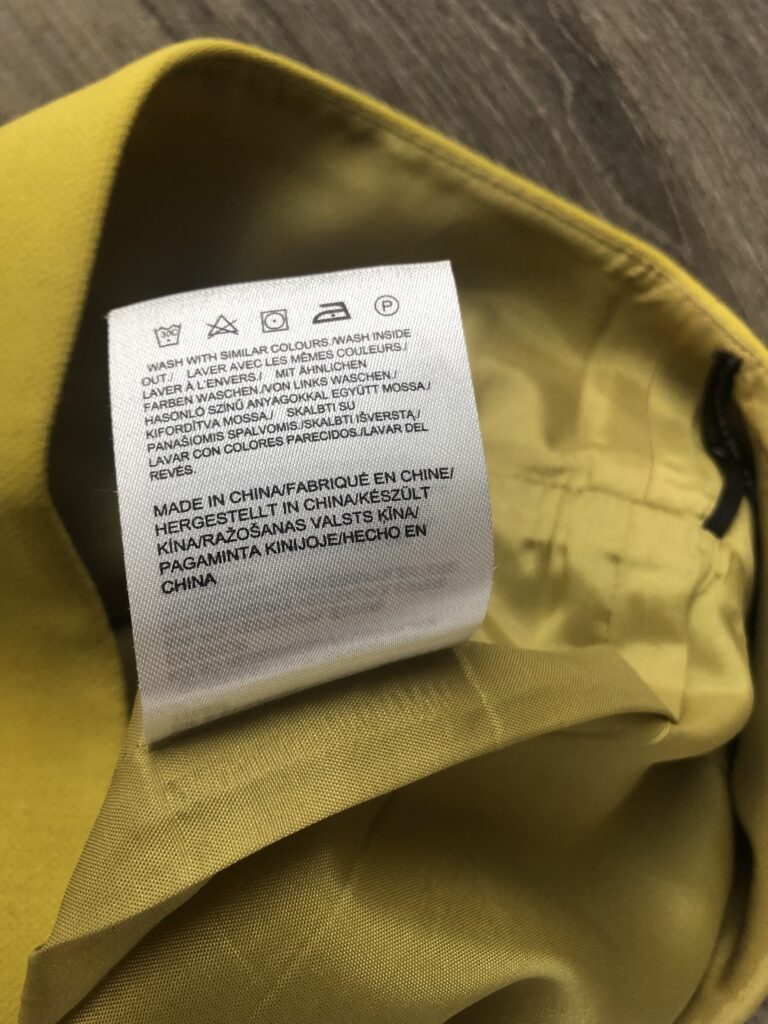 30
P
WASH WITH SIMILAR COLOURS./WASH INSIDE
OUT./ LAVER AVEC LES MÊMES COULEURS./
LAVER À L'ENVERS./ MIT ÄHNLICHEN
FARBEN WASCHEN./VON LINKS WASCHEN./
HASONLÓ SZÍNŰ ANYAGOKKAL EGYÜTT MOSSA./
KIFORDÍTVA MOSSA./ SKALBTI SU
PANAŠIOMIS SPALVOMIS./SKALBTI IŠVERSTĄ./
LAVAR CON COLORES PARECIDOS./LAVAR DEL
REVÉS.
MADE IN CHINA/FABRIQUÉ EN CHINE/
HERGESTELLT IN CHINA/KÉSZÜLT
KÍNA/RAŽOŠANAS VALSTS ĶĪNA/
PAGAMINTA KINIJOJE/HECHO EN
CHINA